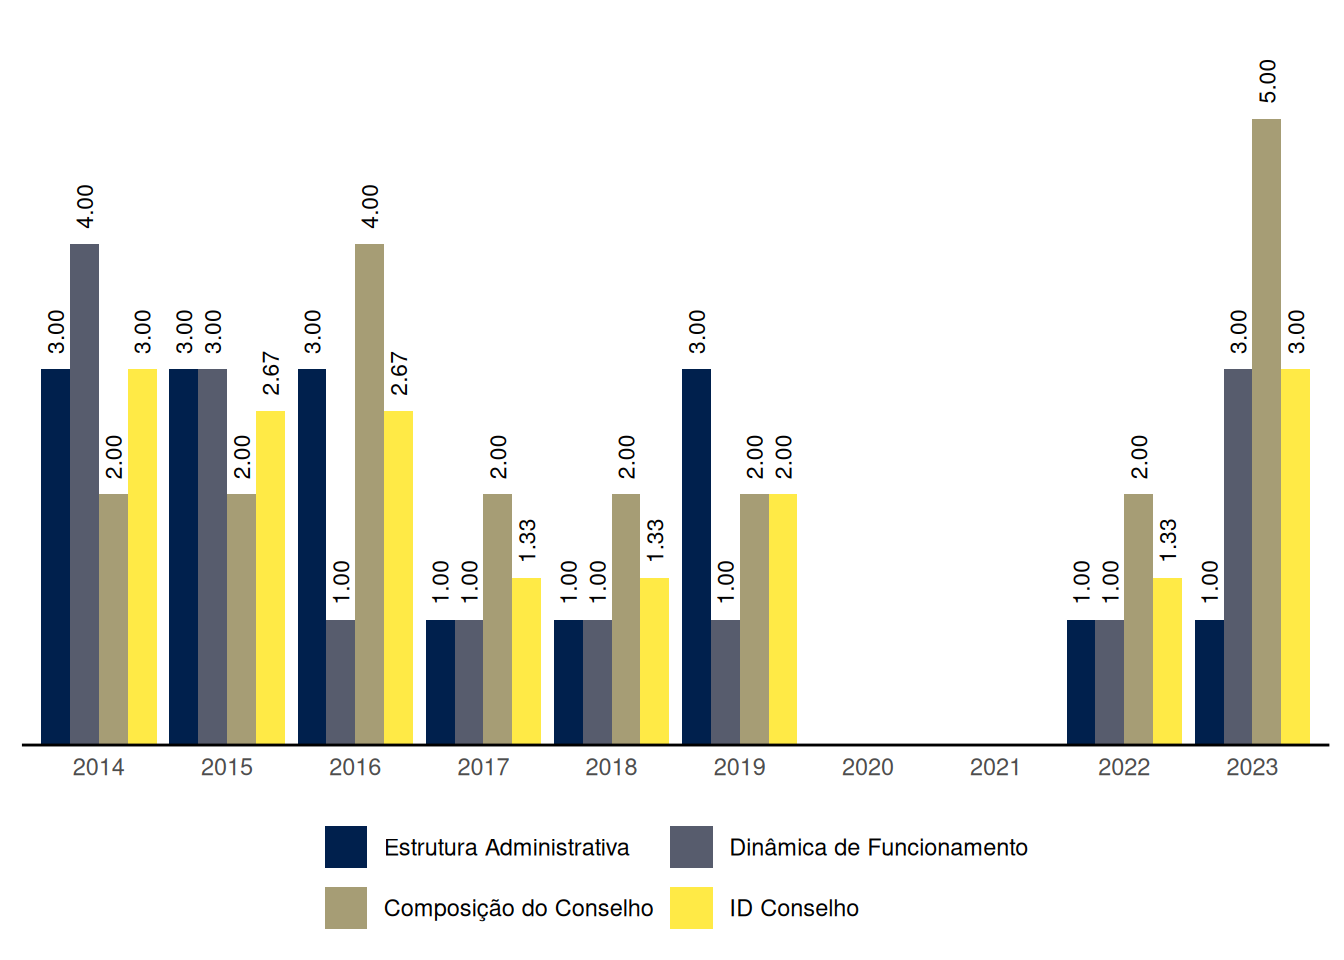 5.00
4.00 4.00
3.00 3.00 3.00 3.00 3.00 3.00 3.00 3.00
2.67 2.67
2.00 2.00 2.00 2.00 2.00 2.00 2.00
1.33 1.33 1.33
1.00 1.00 1.00 1.00 1.00 1.00 1.00 1.00 1.00
2014 2015 2016 2017 2018 2019 2020 2021 2022 2023
Estrutura Administrativa Dinâmica de Funcionamento
Composição do Conselho ID Conselho